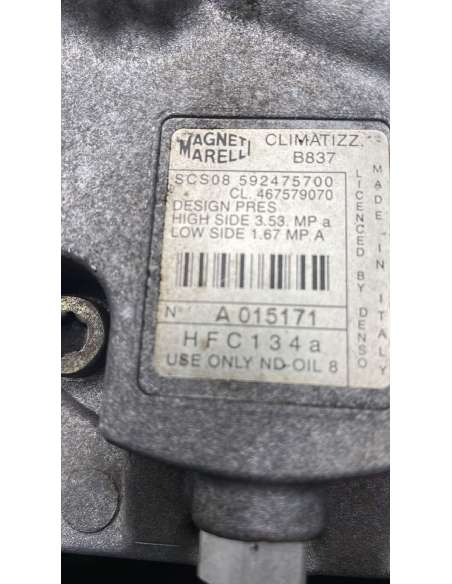 MAGNETI
MARELLI
CLIMATIZZ.
B837
SCS08 592475700
CL. 467579070
DESIGN PRES
HIGH SIDE 3.53. MP a
LOW SIDE 1.67 MP.A
N° A 015171
HFC134a
USE ONLY ND-OIL 8
LICENCED BY DENSO
MADE-IN ITALY